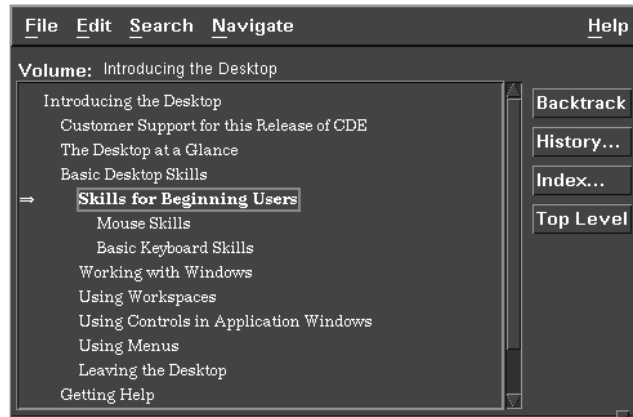 File Edit Search Navigate Help
Volume: Introducing the Desktop
Introducing the Desktop
Customer Support for this Release of CDE
The Desktop at a Glance
Basic Desktop Skills
⇒ Skills for Beginning Users
Mouse Skills
Basic Keyboard Skills
Working with Windows
Using Workspaces
Using Controls in Application Windows
Using Menus
Leaving the Desktop
Getting Help
Backtrack
History...
Index...
Top Level